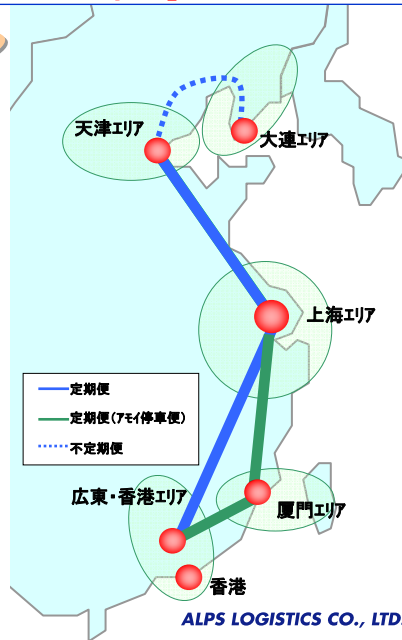 天津エリア
大連エリア
上海エリア
定期便
定期便（アモイ停車便）
不定期便
広東・香港エリア
厦門エリア
香港
ALPS LOGISTICS CO., LTD.